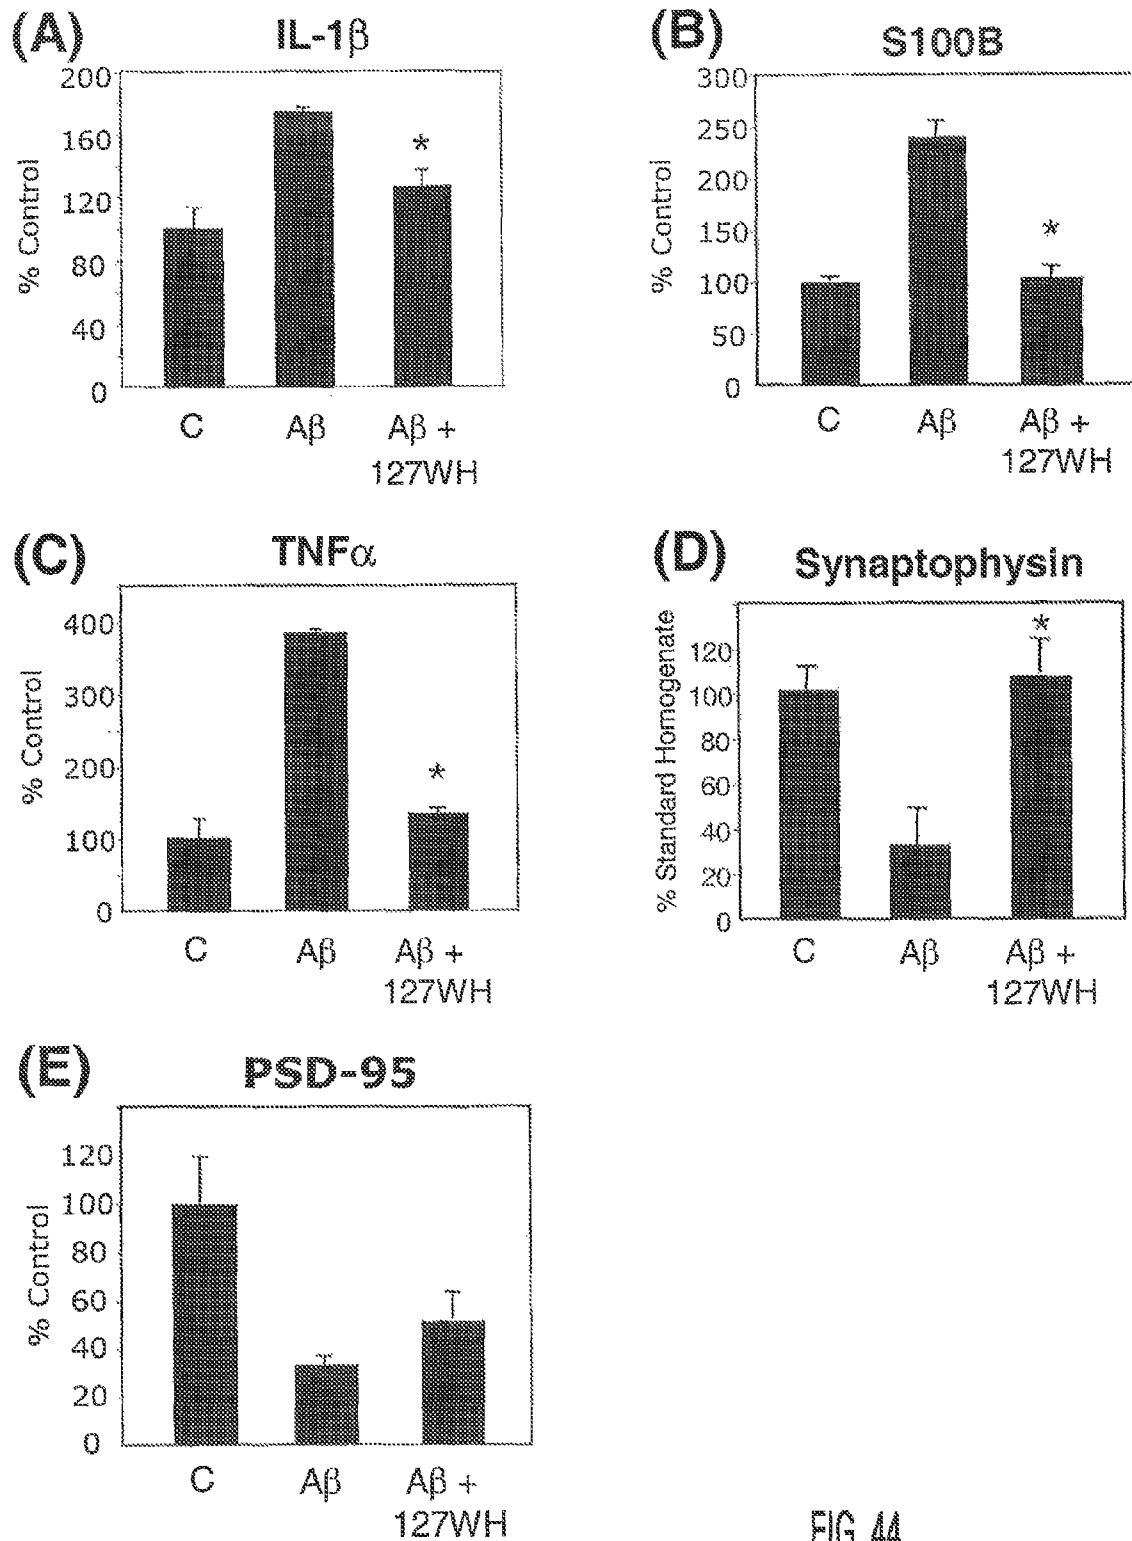 (A) IL-1β
% Control
200
160
120
80
40
0
*
C Aβ Aβ +
127WH
(B) S100B
% Control
300
250
200
150
100
50
0
*
C Aβ Aβ +
127WH
(C) TNFα
% Control
400
300
200
100
0
*
C Aβ Aβ +
127WH
(D) Synaptophysin
% Standard Homogenate
120
100
80
60
40
20
0
*
C Aβ Aβ +
127WH
(E) PSD-95
% Control
120
100
80
60
40
20
0
C Aβ Aβ +
127WH
FIG. 44